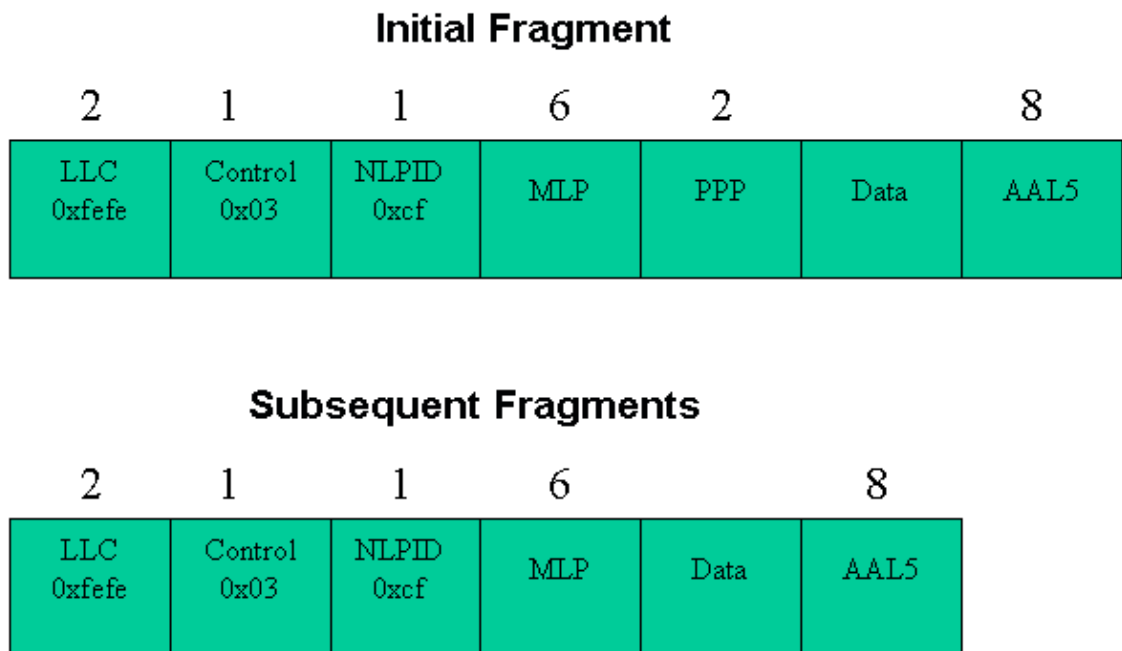 Initial Fragment
2 1 1 6 2 8
LLC Control NLPID MLP PPP Data AAL5
0xfefe 0x03 0xcf
Subsequent Fragments
2 1 1 6 8
LLC Control NLPID MLP Data AAL5
0xfefe 0x03 0xcf